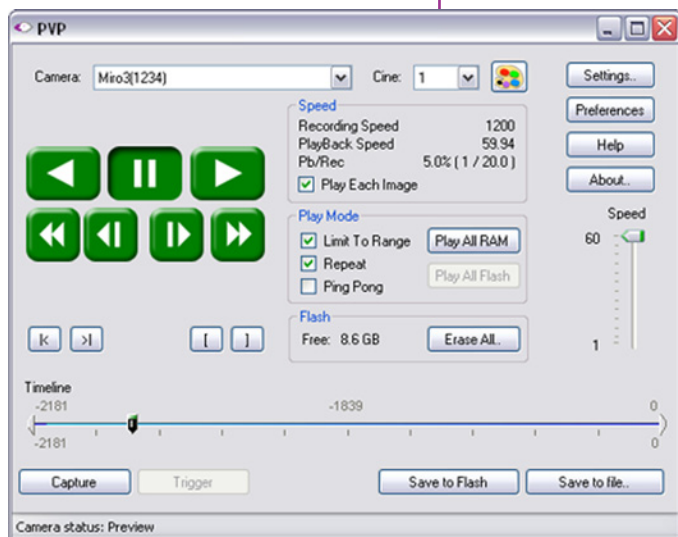 PVP
Camera: Miro3(1234) Cine: 1 Settings..
Speed
Recording Speed 1200
PlayBack Speed 59.94
Pb/Rec 5.0% ( 1 / 20.0 )
Play Each Image
Preferences
Help
About..
Play Mode
Limit To Range Play All RAM
Repeat
Ping Pong Play All Flash
Speed
60
1
Flash
Free: 8.6 GB Erase All..
[ ]
Timeline
-2181 -1839 0
-2181 0
Capture Trigger Save to Flash Save to file..
Camera status: Preview